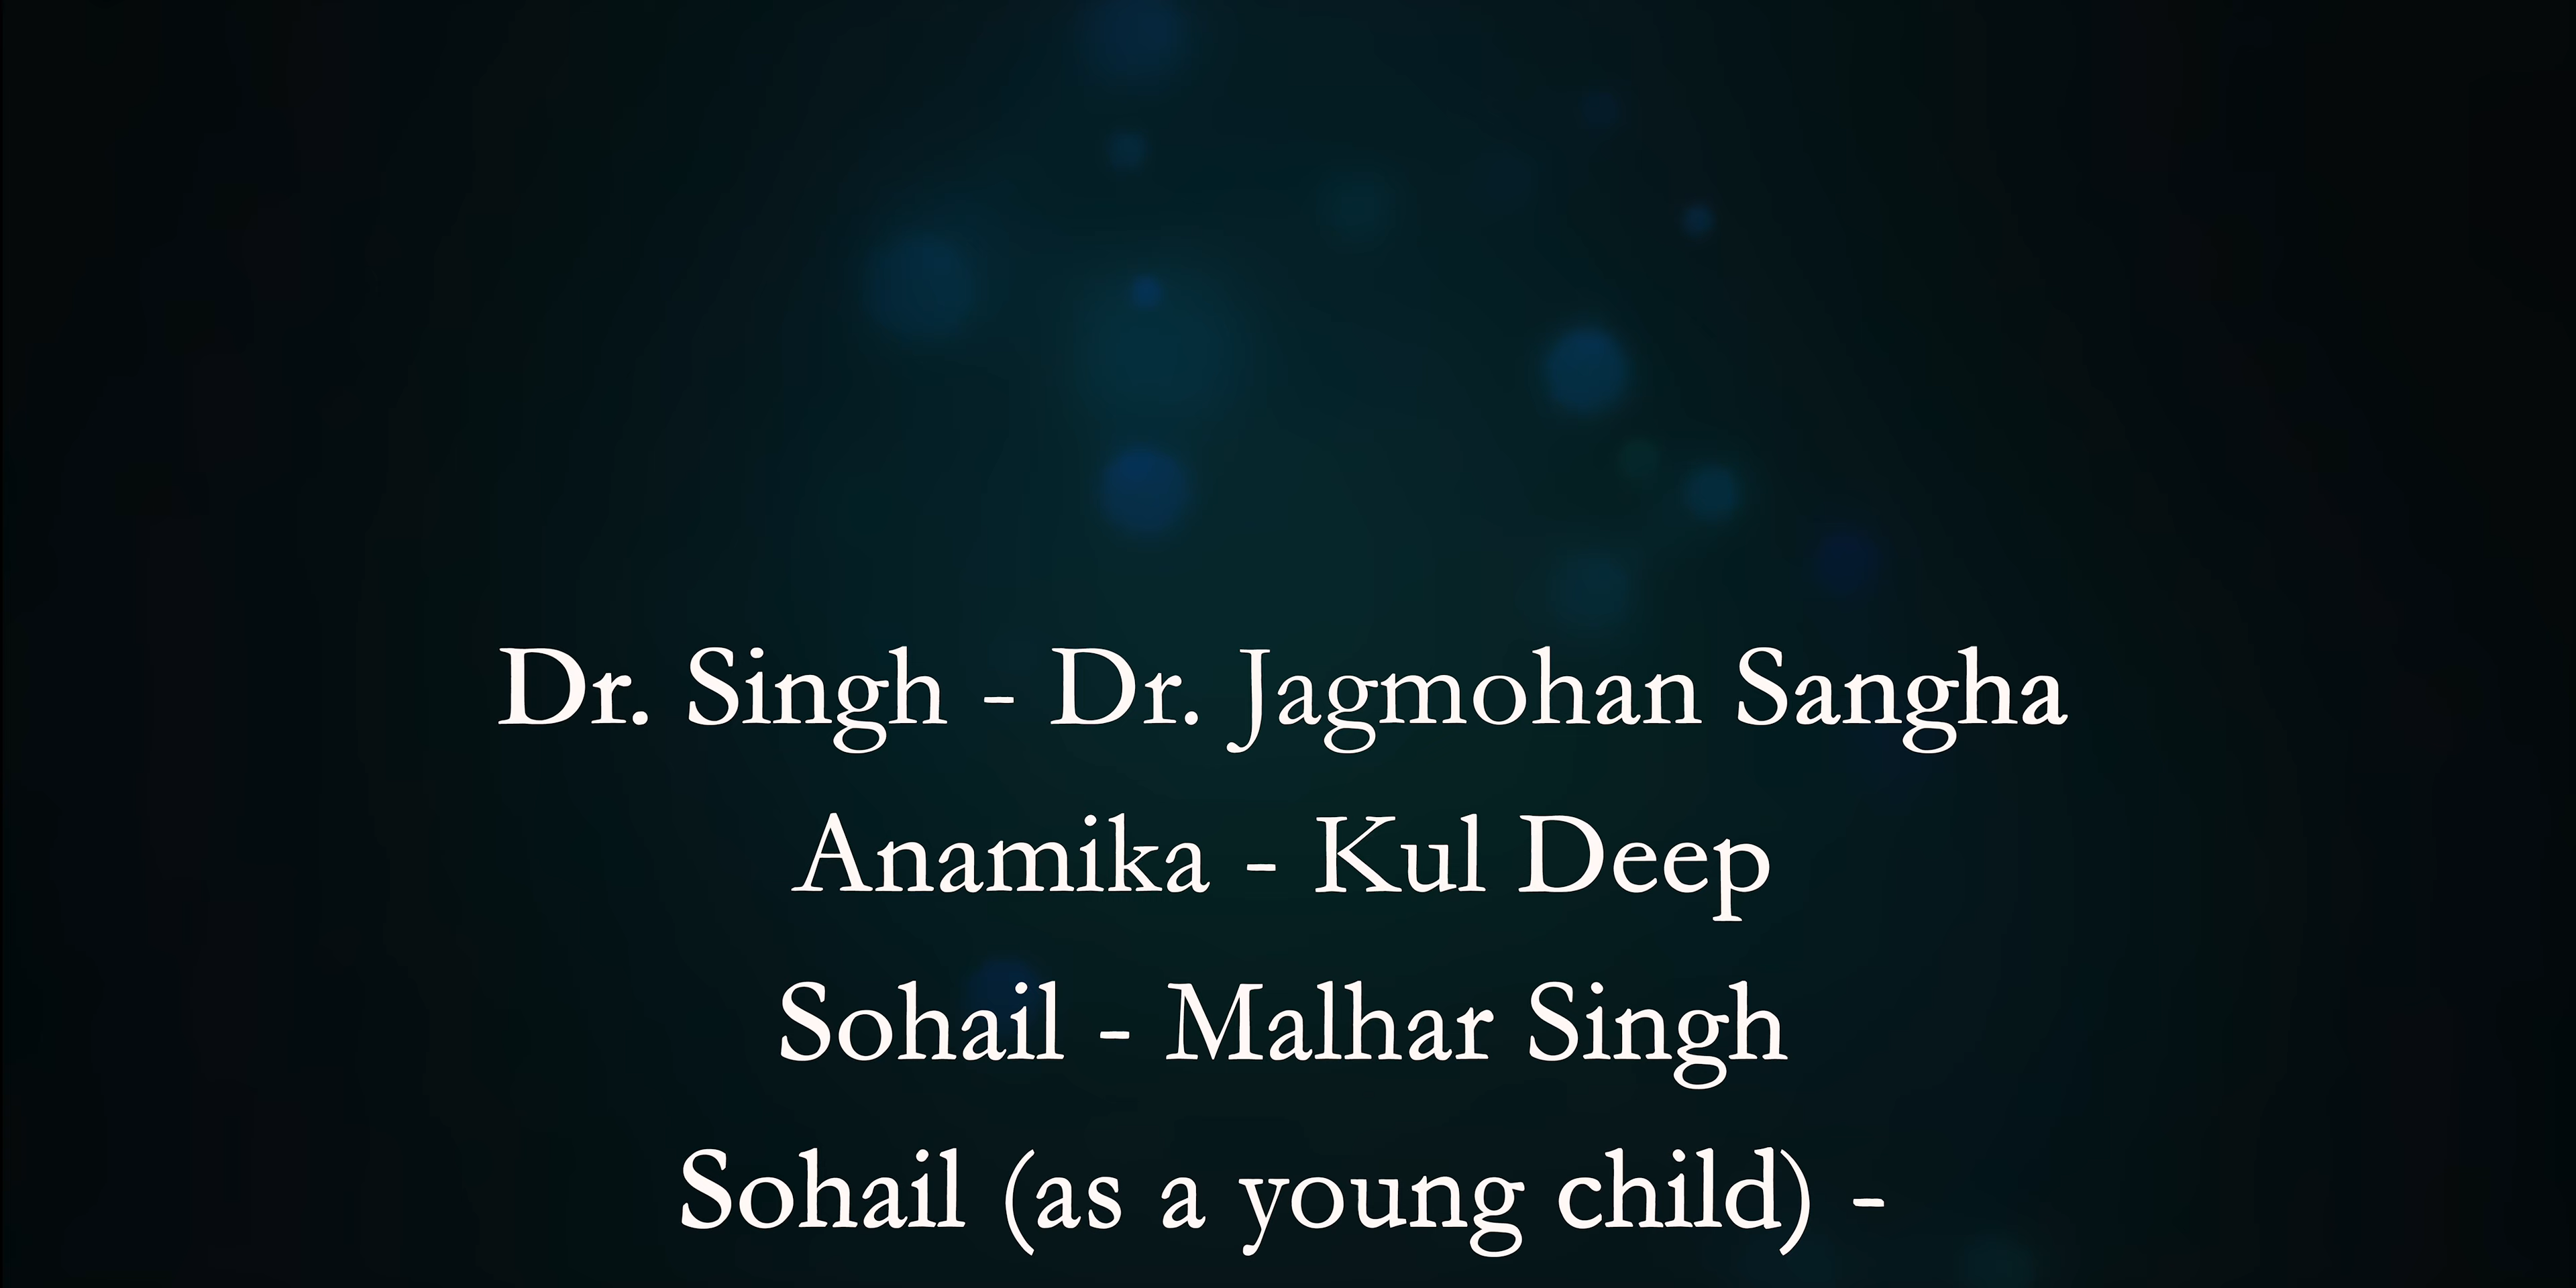 Dr. Singh - Dr. Jagmohan Sangha
Anamika - Kul Deep
Sohail - Malhar Singh
Sohail (as a young child) -